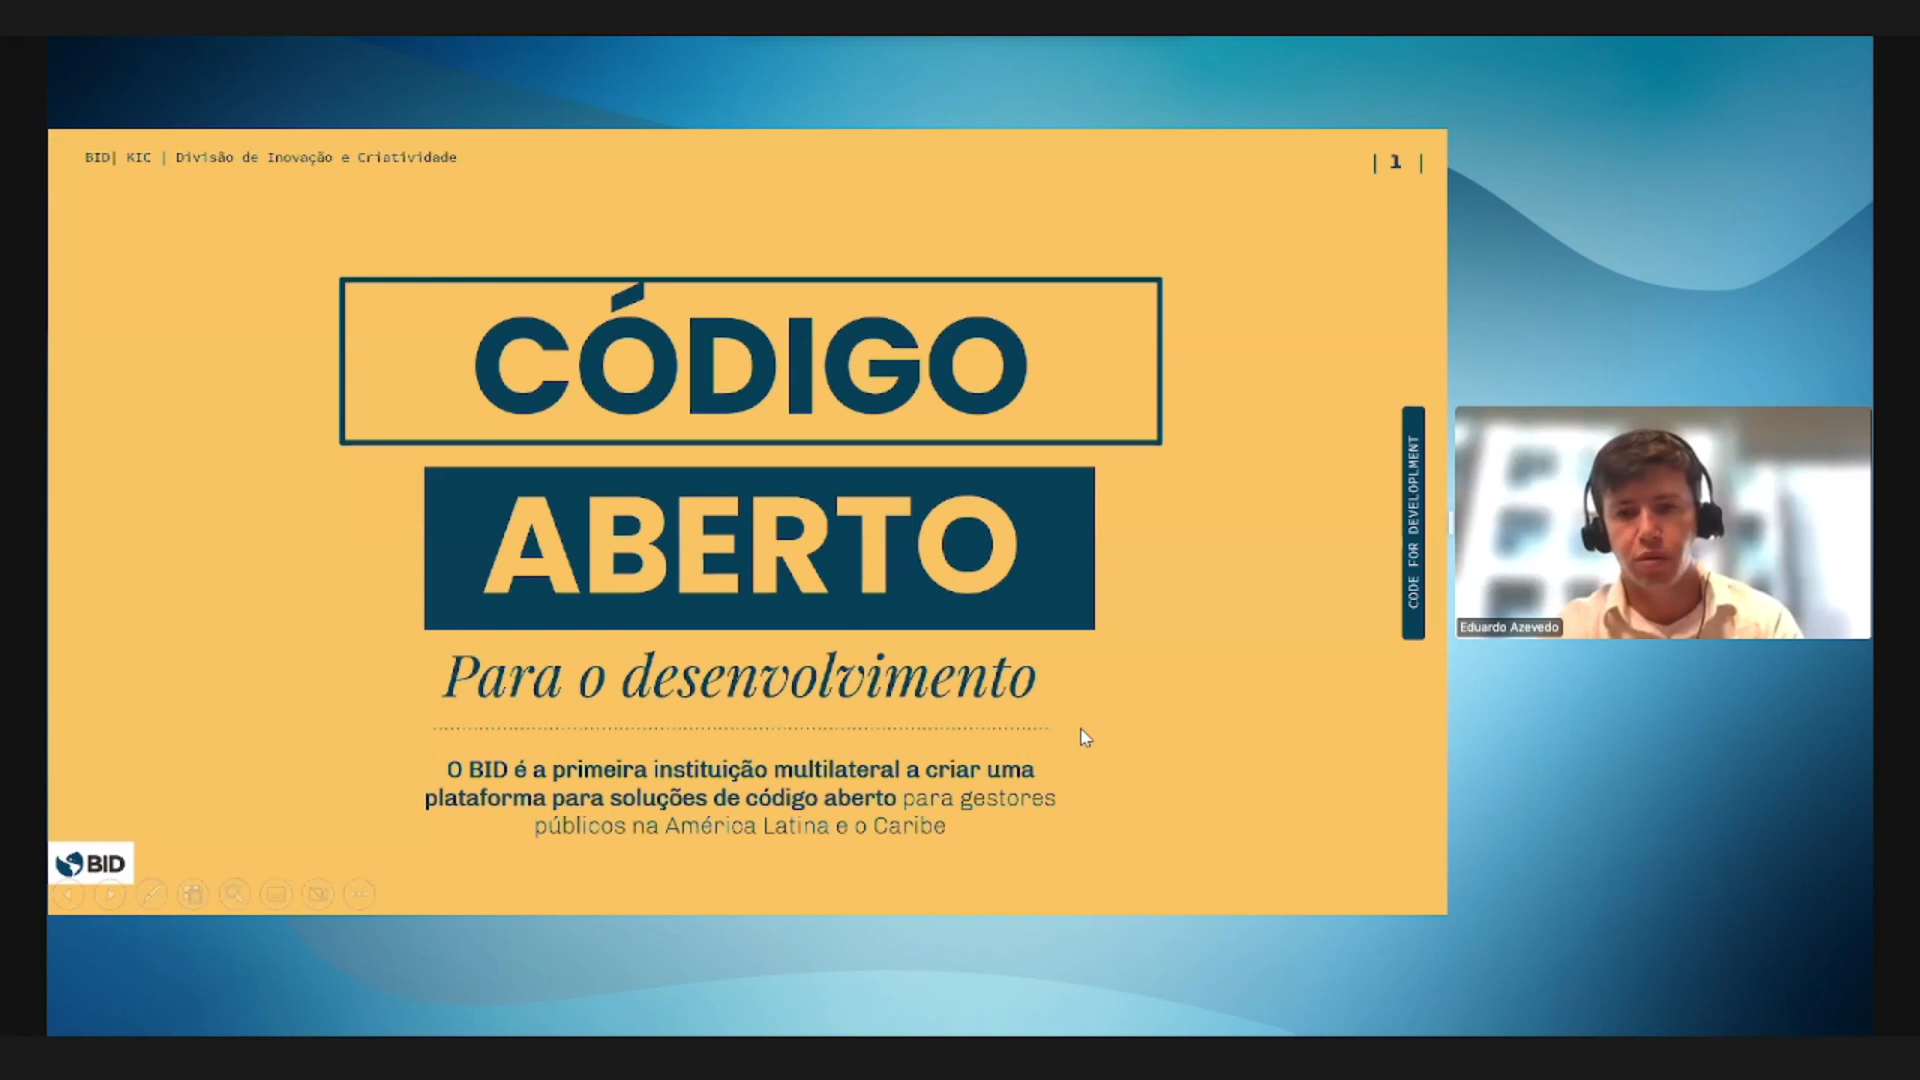 BID| KIC | Divisão de Inovação e Criatividade
| 1 |
CÓDIGO
ABERTO
Para o desenvolvimento
O BID é a primeira instituição multilateral a criar uma
plataforma para soluções de código aberto para gestores
públicos na América Latina e o Caribe
CODE FOR DEVELOPLMENT
Eduardo Azevedo
BID